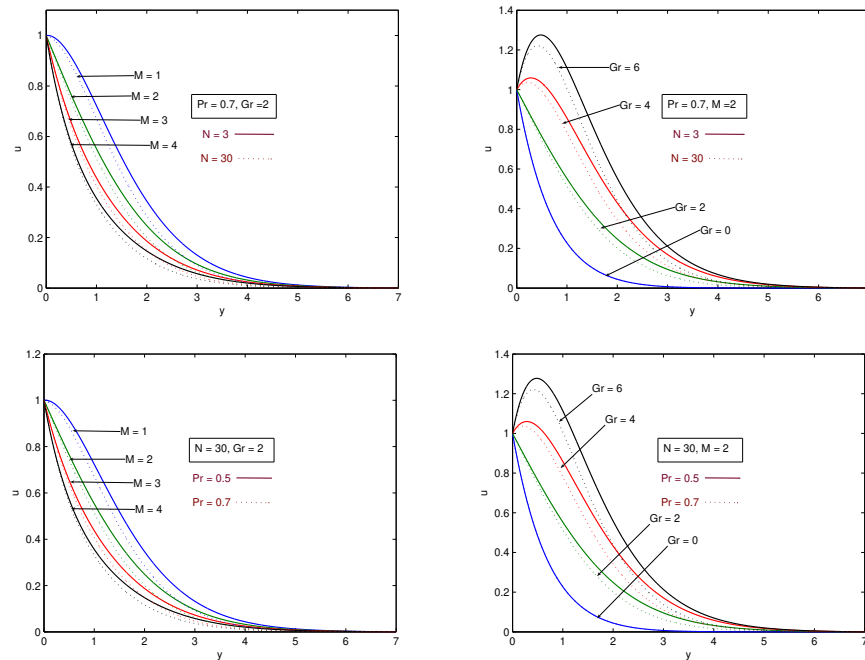 1
0.8
0.6
0.4
0.2
0
0 1 2 3 4 5 6 7
y
u
M = 1
M = 2
M = 3
M = 4
Pr = 0.7, Gr =2
N = 3
N = 30
1.4
1.2
1
0.8
0.6
0.4
0.2
0
0 1 2 3 4 5 6 7
y
u
Gr = 6
Gr = 4
Gr = 2
Gr = 0
Pr = 0.7, M =2
N = 3
N = 30
1.2
1
0.8
0.6
0.4
0.2
0
0 1 2 3 4 5 6 7
y
u
M = 1
M = 2
M = 3
M = 4
N = 30, Gr = 2
Pr = 0.5
Pr = 0.7
1.4
1.2
1
0.8
0.6
0.4
0.2
0
0 1 2 3 4 5 6 7
y
u
Gr = 6
Gr = 4
Gr = 2
Gr = 0
N = 30, M = 2
Pr = 0.5
Pr = 0.7